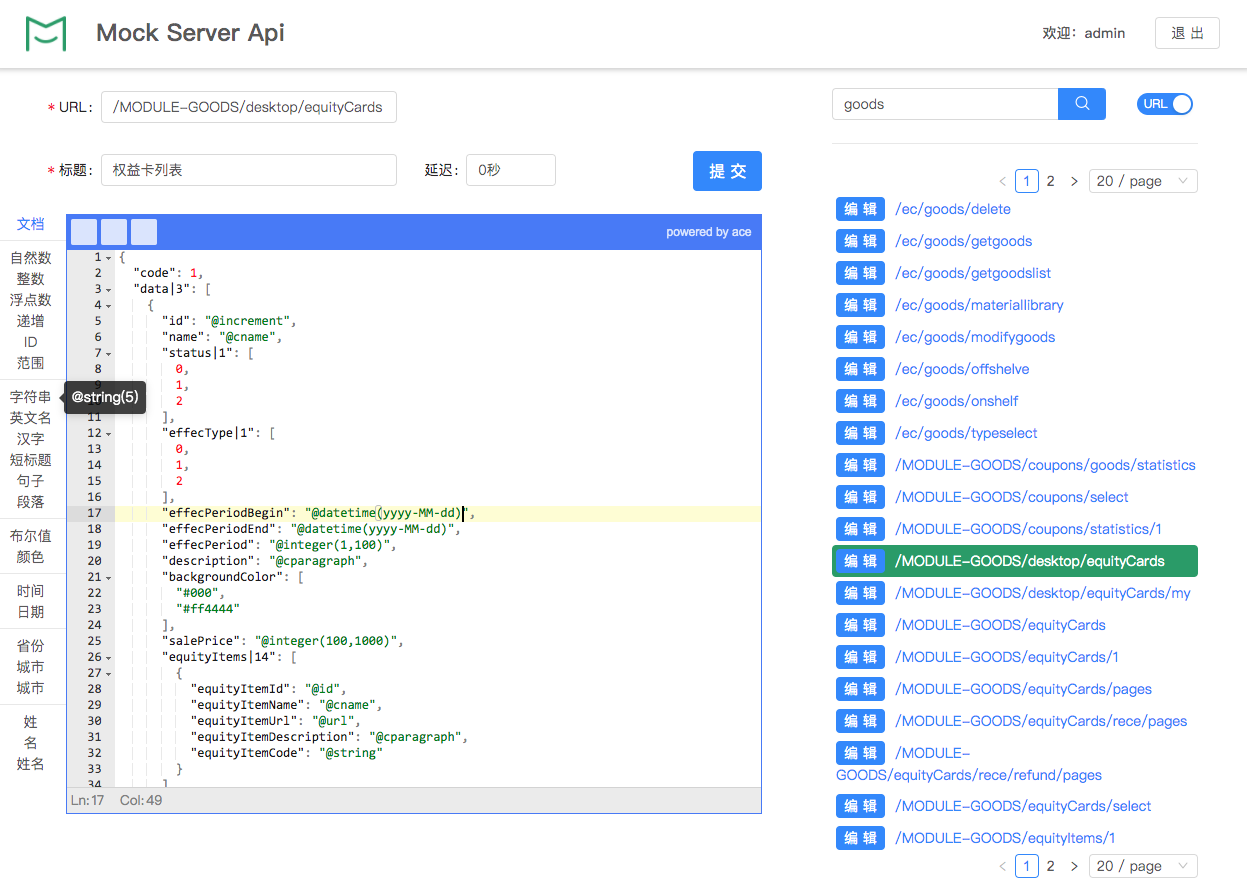 Mock Server Api
欢迎：admin
退 出
* URL:
/MODULE-GOODS/desktop/equityCards
* 标题:
权益卡列表
延迟:
0秒
提 交
文档
自然数
整数
浮点数
递增
ID
范围
字符串
英文名
汉字
短标题
句子
段落
布尔值
颜色
时间
日期
省份
城市
城市
姓
名
姓名
@string(5)
powered by ace
1 {
2 "code": 1,
3 "data|3": [
4 {
5 "id": "@increment",
6 "name": "@cname",
7 "status|1": [
8 0,
9 1,
2
11 ],
12 "effecType|1": [
13 0,
14 1,
15 2
16 ],
17 "effecPeriodBegin": "@datetime(yyyy-MM-dd)",
18 "effecPeriodEnd": "@datetime(yyyy-MM-dd)",
19 "effecPeriod": "@integer(1,100)",
20 "description": "@cparagraph",
21 "backgroundColor": [
22 "#000",
23 "#ff4444"
24 ],
25 "salePrice": "@integer(100,1000)",
26 "equityItems|14": [
27 {
28 "equityItemId": "@id",
29 "equityItemName": "@cname",
30 "equityItemUrl": "@url",
31 "equityItemDescription": "@cparagraph",
32 "equityItemCode": "@string"
33 }
34 ]
Ln:17 Col:49
goods
URL
< 1 2 > 20 / page
编 辑 /ec/goods/delete
编 辑 /ec/goods/getgoods
编 辑 /ec/goods/getgoodslist
编 辑 /ec/goods/materiallibrary
编 辑 /ec/goods/modifygoods
编 辑 /ec/goods/offshelve
编 辑 /ec/goods/onshelf
编 辑 /ec/goods/typeselect
编 辑 /MODULE-GOODS/coupons/goods/statistics
编 辑 /MODULE-GOODS/coupons/select
编 辑 /MODULE-GOODS/coupons/statistics/1
编 辑 /MODULE-GOODS/desktop/equityCards
编 辑 /MODULE-GOODS/desktop/equityCards/my
编 辑 /MODULE-GOODS/equityCards
编 辑 /MODULE-GOODS/equityCards/1
编 辑 /MODULE-GOODS/equityCards/pages
编 辑 /MODULE-GOODS/equityCards/rece/pages
编 辑 /MODULE-
GOODS/equityCards/rece/refund/pages
编 辑 /MODULE-GOODS/equityCards/select
编 辑 /MODULE-GOODS/equityItems/1
< 1 2 > 20 / page